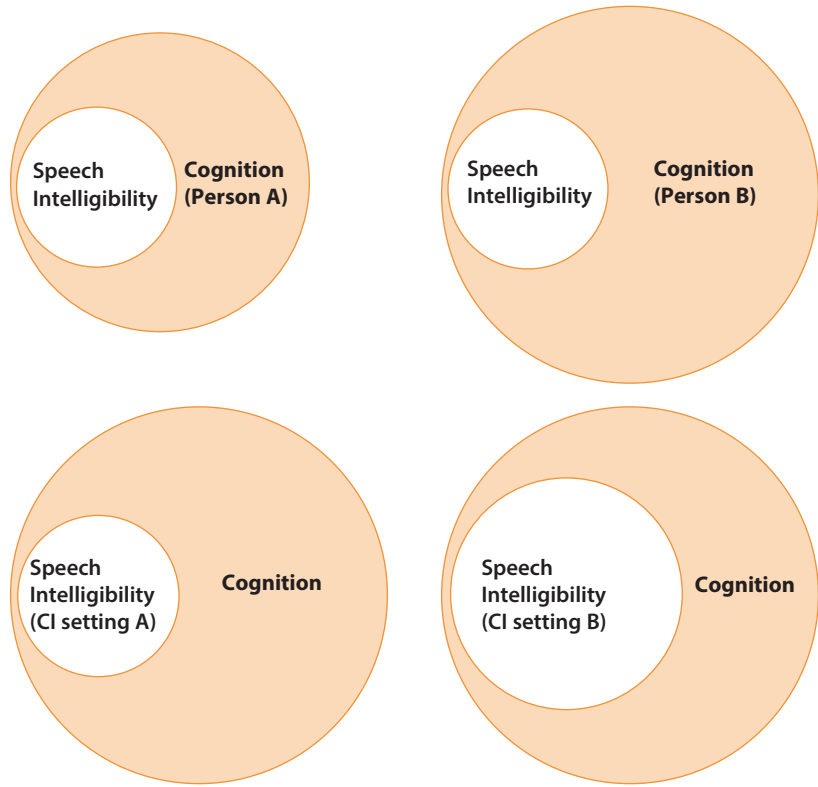 Speech
Intelligibility
Cognition
(Person A)
Speech
Intelligibility
Cognition
(Person B)
Speech
Intelligibility
(CI setting A)
Cognition
Speech
Intelligibility
(CI setting B)
Cognition